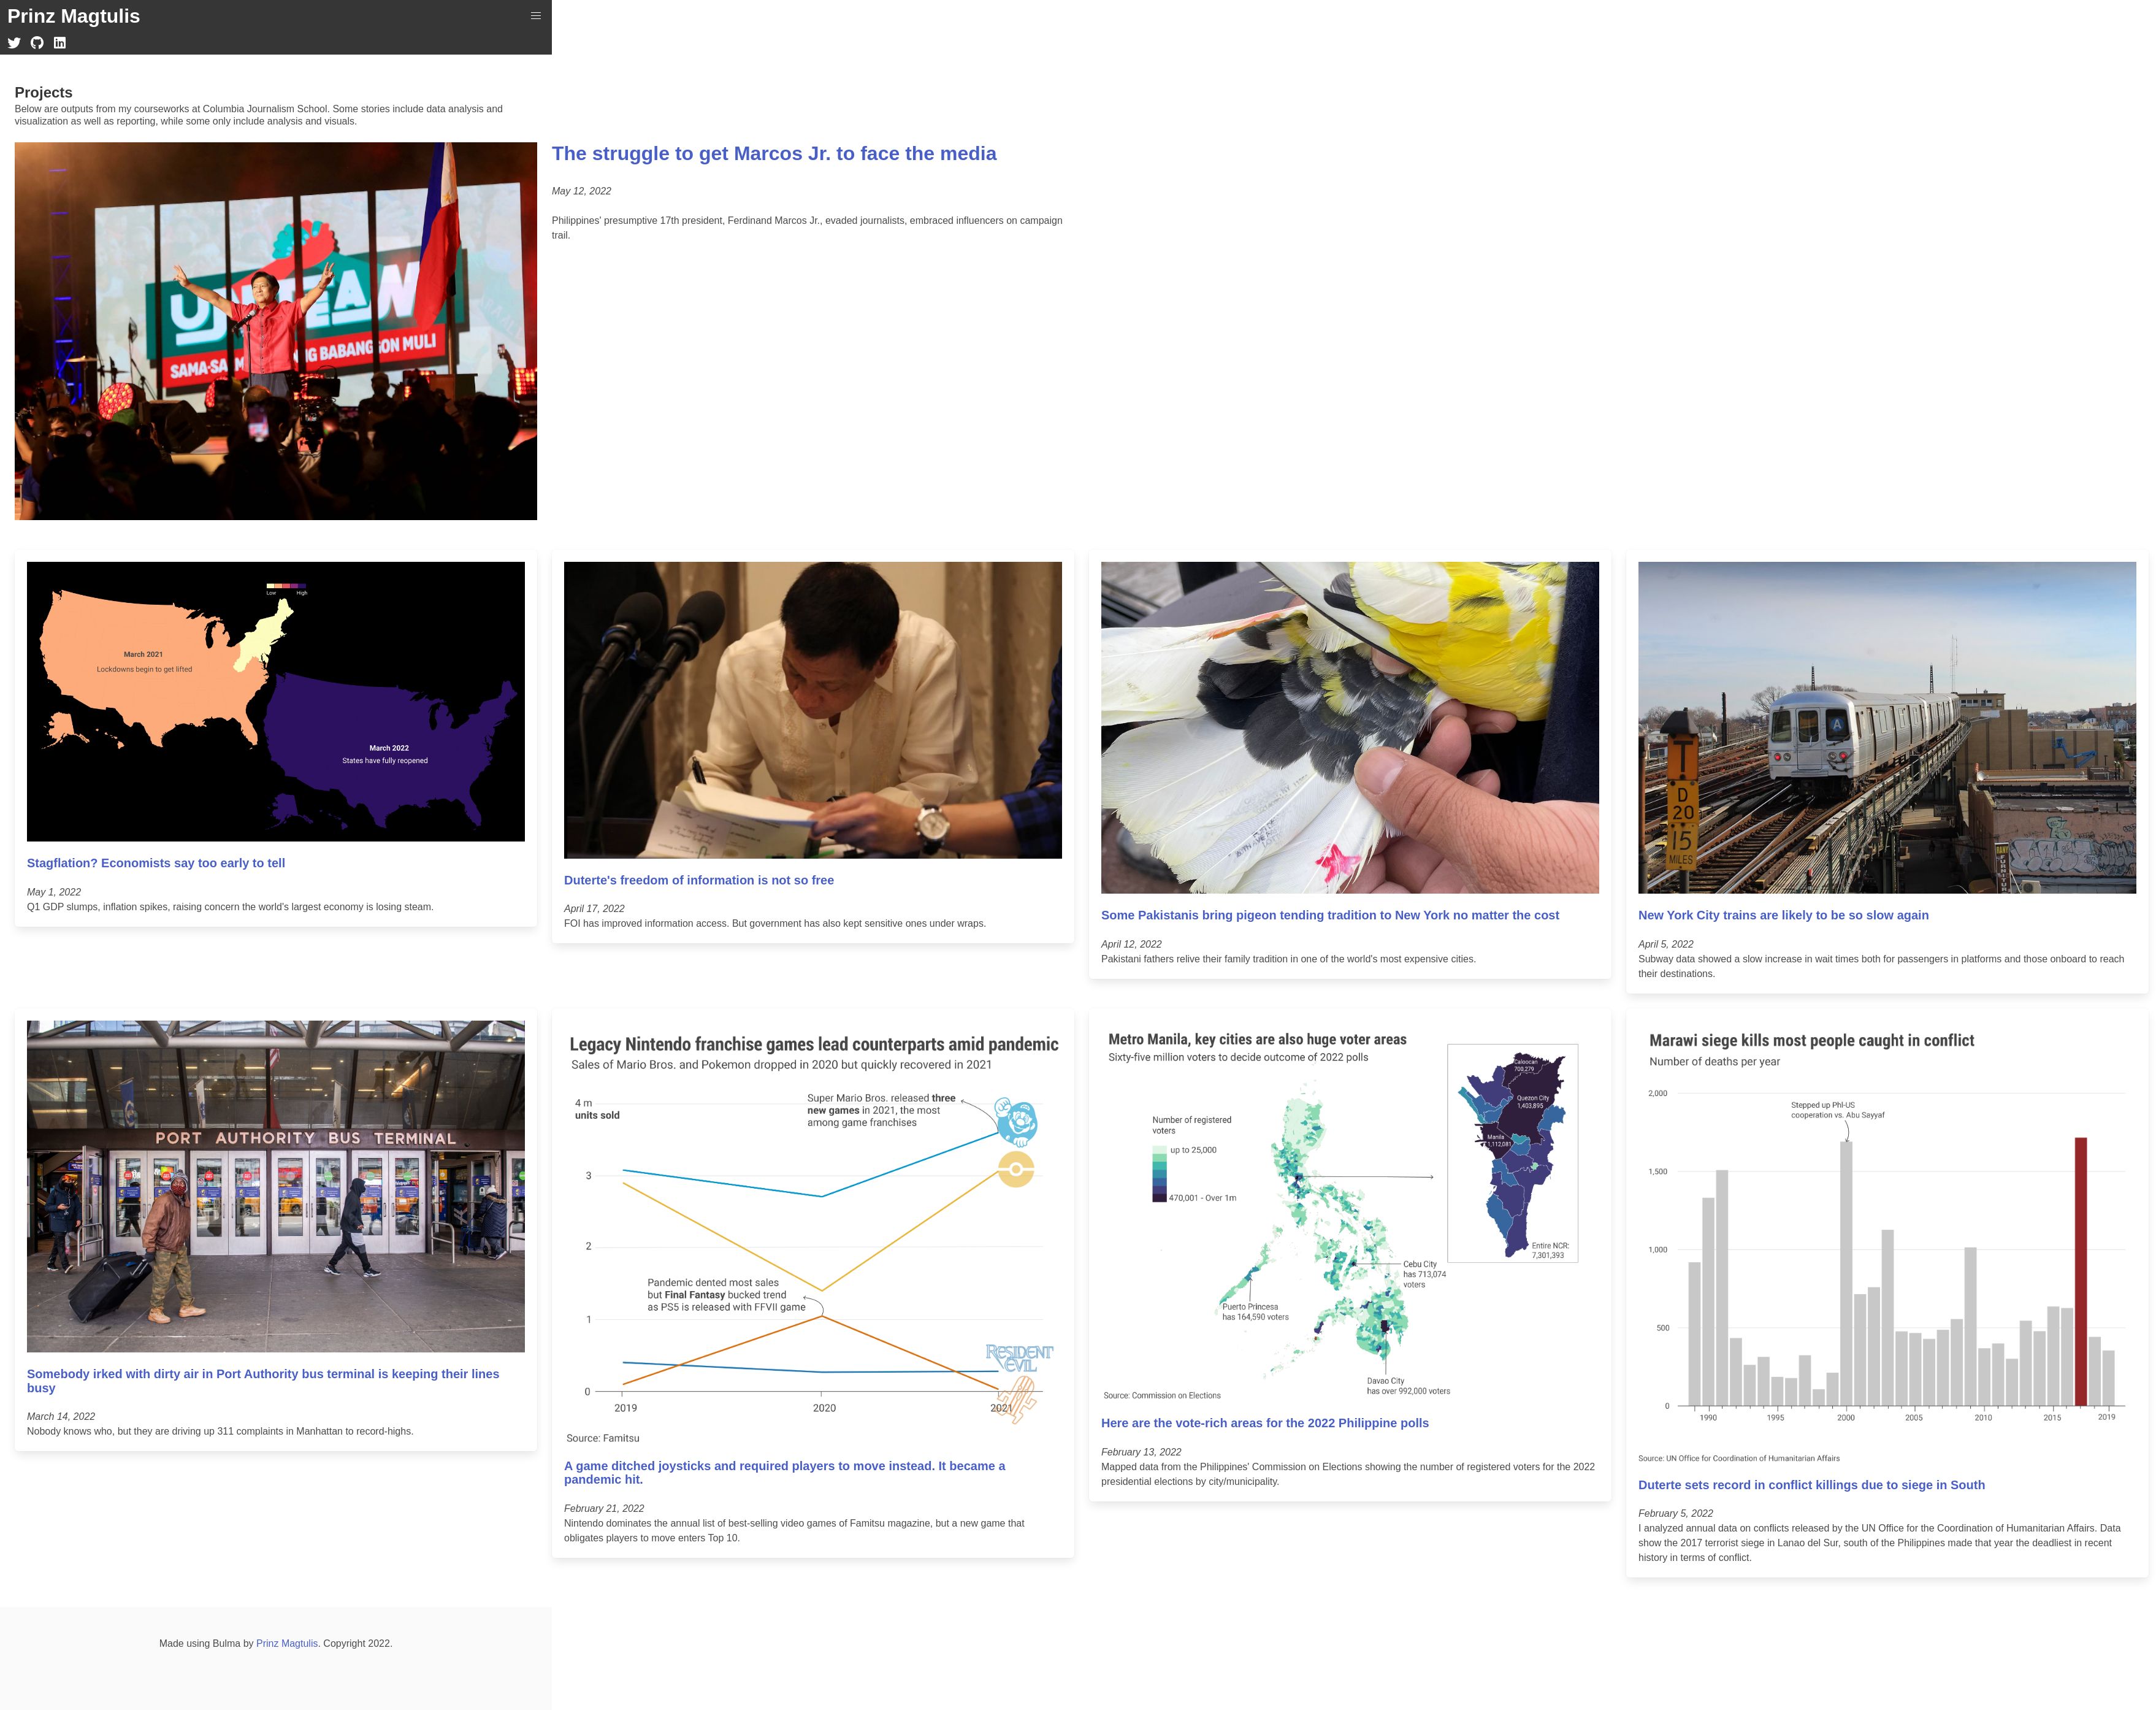 Prinz Magtulis
Projects
Below are outputs from my courseworks at Columbia Journalism School. Some stories include data analysis and
visualization as well as reporting, while some only include analysis and visuals.
SAMA-SA
NG BABANGON MULI
The struggle to get Marcos Jr. to face the media
May 12, 2022
Philippines' presumptive 17th president, Ferdinand Marcos Jr., evaded journalists, embraced influencers on campaign
trail.
Low High
March 2021
Lockdowns begin to get lifted
March 2022
States have fully reopened
Stagflation? Economists say too early to tell
May 1, 2022
Q1 GDP slumps, inflation spikes, raising concern the world's largest economy is losing steam.
Duterte's freedom of information is not so free
April 17, 2022
FOI has improved information access. But government has also kept sensitive ones under wraps.
Some Pakistanis bring pigeon tending tradition to New York no matter the cost
April 12, 2022
Pakistani fathers relive their family tradition in one of the world's most expensive cities.
A
T
D
20
15
MILES
New York City trains are likely to be so slow again
April 5, 2022
Subway data showed a slow increase in wait times both for passengers in platforms and those onboard to reach
their destinations.
PORT AUTHORITY BUS TERMINAL
Somebody irked with dirty air in Port Authority bus terminal is keeping their lines
busy
March 14, 2022
Nobody knows who, but they are driving up 311 complaints in Manhattan to record-highs.
Legacy Nintendo franchise games lead counterparts amid pandemic
Sales of Mario Bros. and Pokemon dropped in 2020 but quickly recovered in 2021
4 m
units sold
Super Mario Bros. released three
new games in 2021, the most
among game franchises
3
2
Pandemic dented most sales
but Final Fantasy bucked trend
as PS5 is released with FFVII game
1
RESIDENT
EVIL
0
2019 2020 2021
Source: Famitsu
A game ditched joysticks and required players to move instead. It became a
pandemic hit.
February 21, 2022
Nintendo dominates the annual list of best-selling video games of Famitsu magazine, but a new game that
obligates players to move enters Top 10.
Metro Manila, key cities are also huge voter areas
Sixty-five million voters to decide outcome of 2022 polls
Number of registered
voters
up to 25,000
470,001 - Over 1m
Caloocan
700,279
Quezon City
1,403,895
Manila
1,112,081
Entire NCR:
7,301,393
Cebu City
has 713,074
voters
Puerto Princesa
has 164,590 voters
Davao City
has over 992,000 voters
Source: Commission on Elections
Here are the vote-rich areas for the 2022 Philippine polls
February 13, 2022
Mapped data from the Philippines' Commission on Elections showing the number of registered voters for the 2022
presidential elections by city/municipality.
Marawi siege kills most people caught in conflict
Number of deaths per year
2,000
Stepped up Phl-US
cooperation vs. Abu Sayyaf
1,500
1,000
500
0
1990 1995 2000 2005 2010 2015 2019
Source: UN Office for Coordination of Humanitarian Affairs
Duterte sets record in conflict killings due to siege in South
February 5, 2022
I analyzed annual data on conflicts released by the UN Office for the Coordination of Humanitarian Affairs. Data
show the 2017 terrorist siege in Lanao del Sur, south of the Philippines made that year the deadliest in recent
history in terms of conflict.
Made using Bulma by Prinz Magtulis. Copyright 2022.